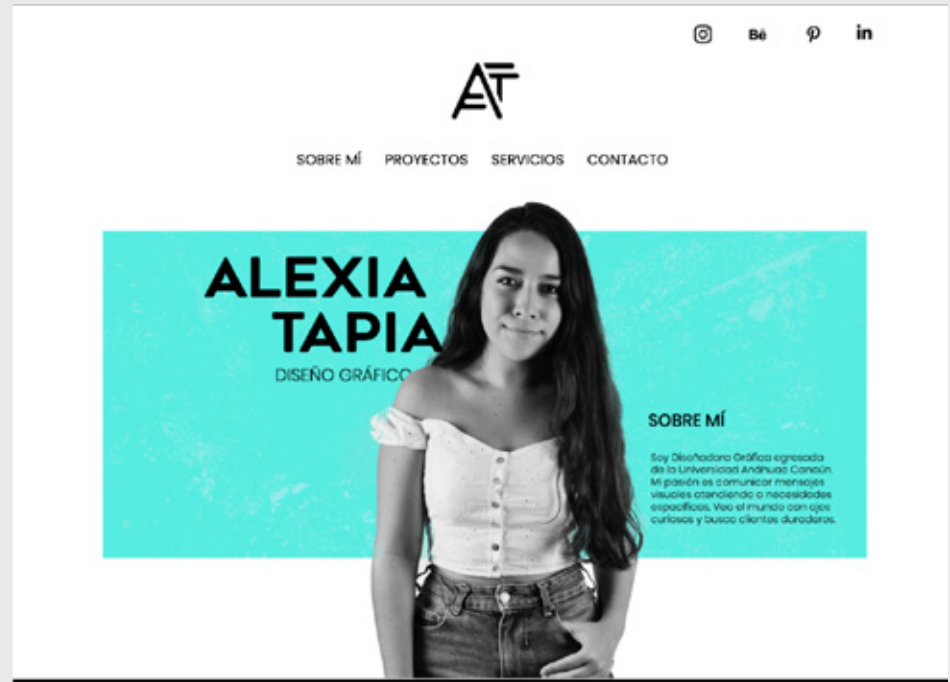 Bē
in
AT
SOBRE MÍ PROYECTOS SERVICIOS CONTACTO
ALEXIA
TAPIA
DISEÑO GRÁFICO
SOBRE MÍ
Soy Diseñadora Gráfica egresada
de la Universidad Anáhuac Cancún.
Mi pasión es comunicar mensajes
visuales atendiendo a necesidades
específicas. Veo el mundo con ojos
curiosos y busco clientes duraderos.